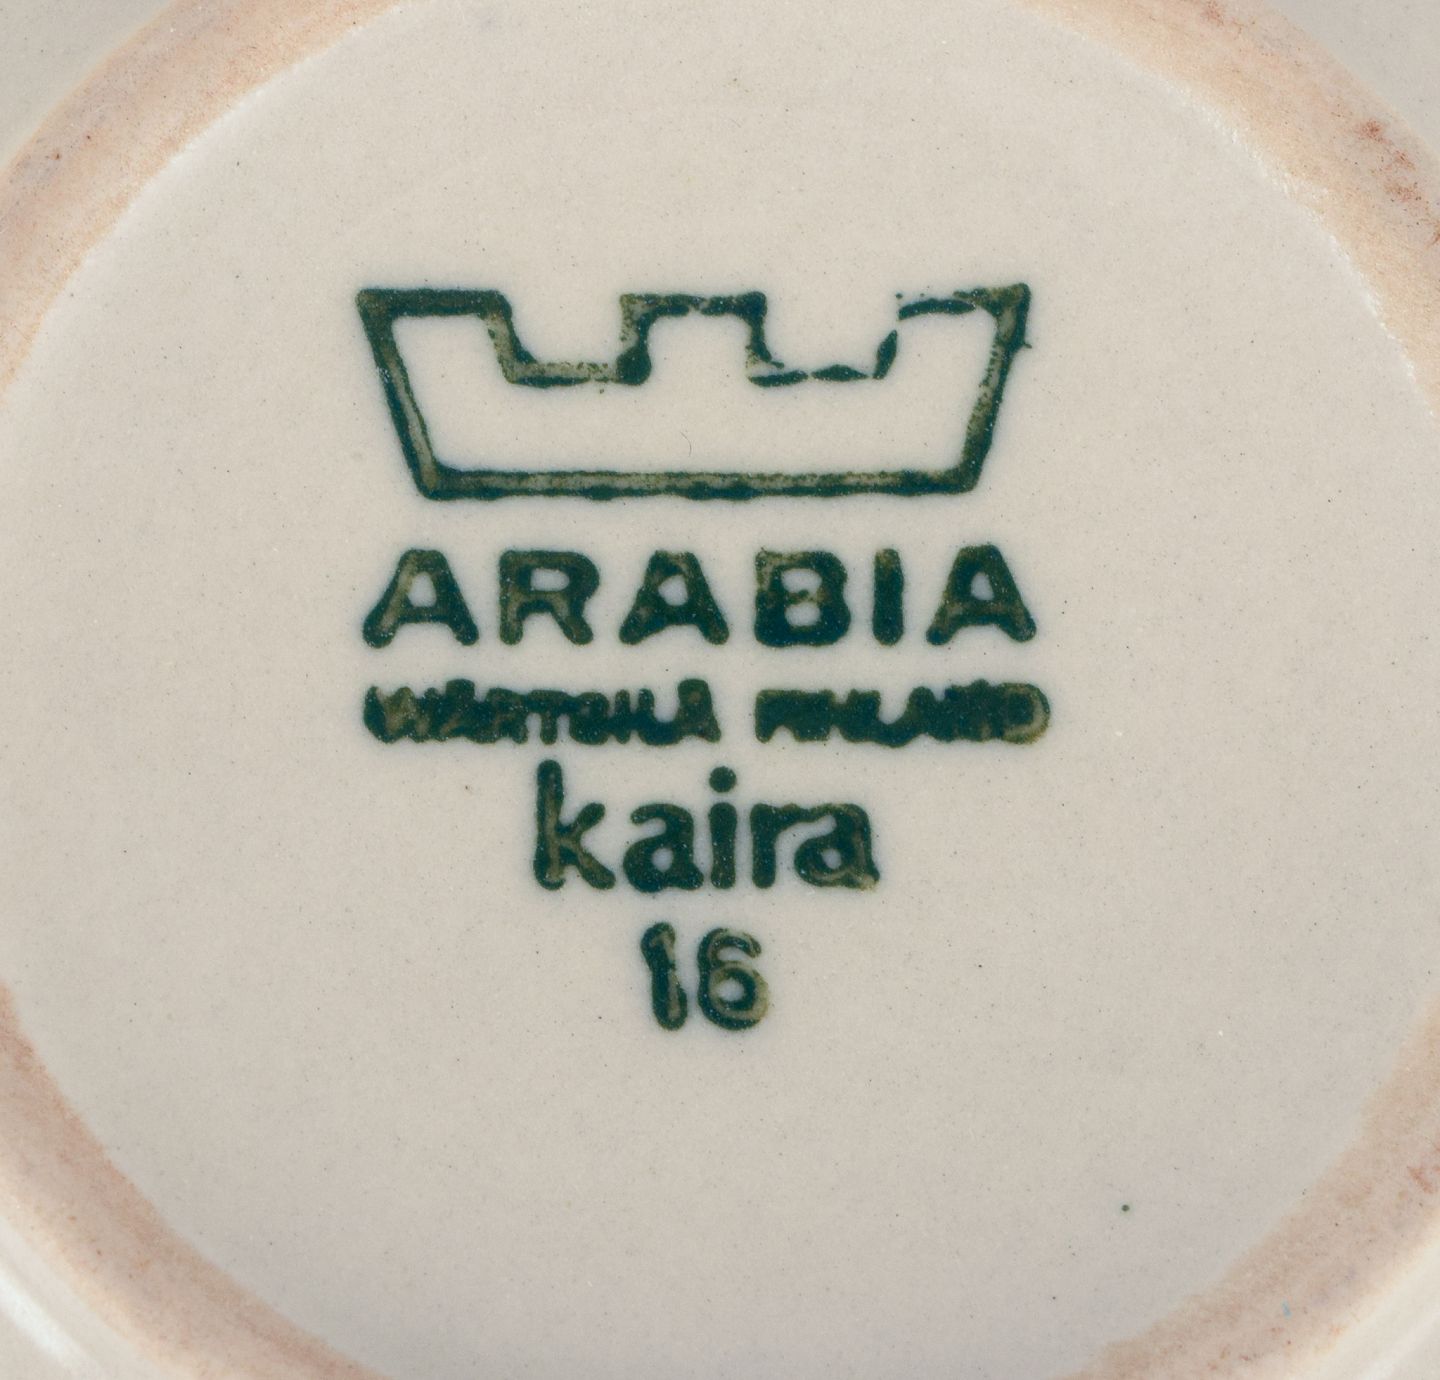 ARABIA
WÄRTSILÄ FINLAND
kaira
16